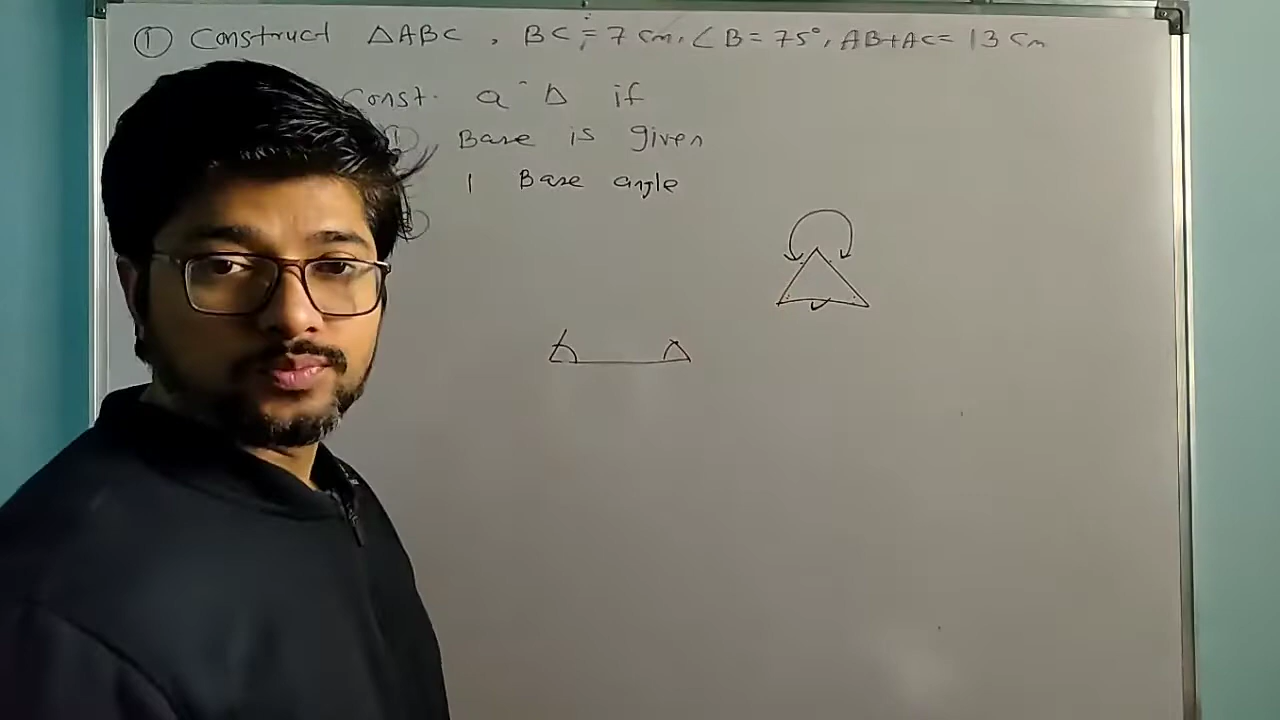 ① Construct △ABC, BC = 7 cm, ∠B = 75°, AB+AC = 13 cm
Const. a △ if
① Base is given
1 Base angle